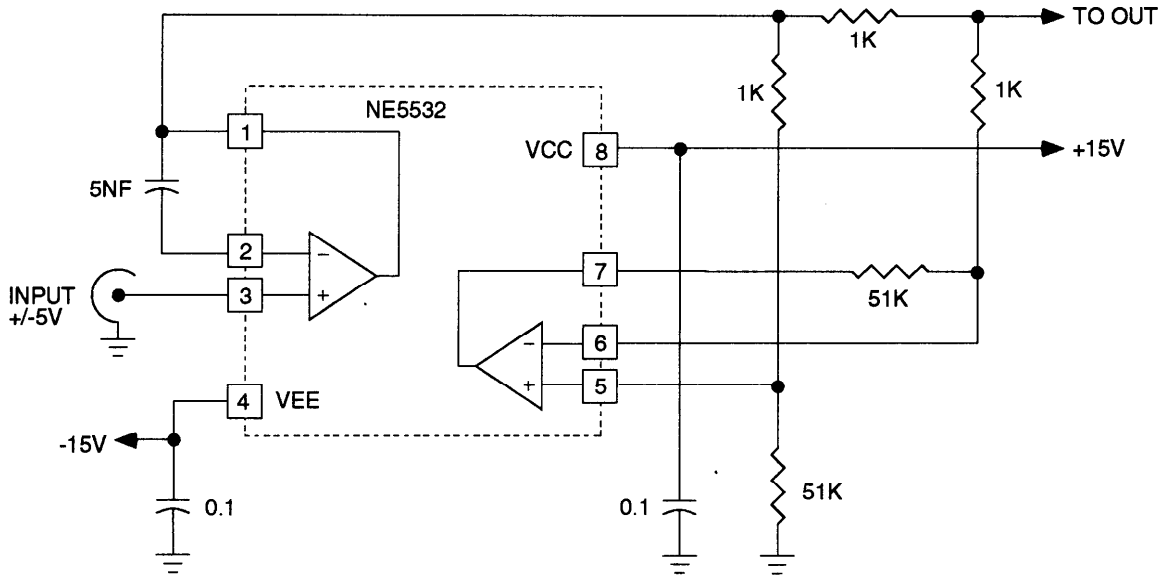 TO OUT
1K
1K
1K
NE5532
1
VCC
8
+15V
5NF
2
7
51K
INPUT
+/-5V
3
6
5
4
VEE
-15V
0.1
0.1
51K
-
+
-
+